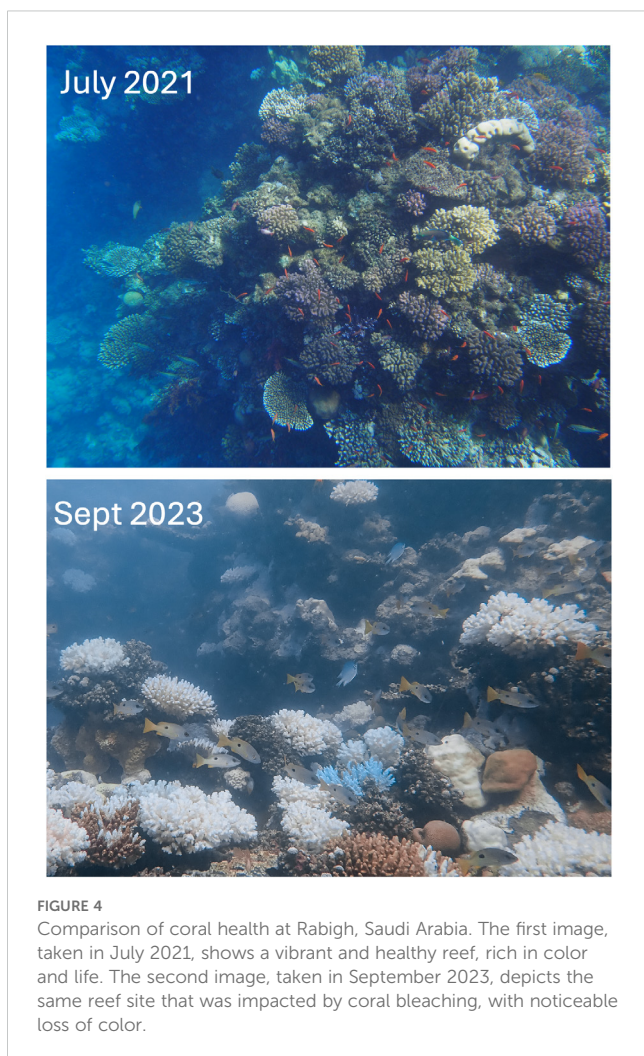 July 2021
Sept 2023
FIGURE 4
Comparison of coral health at Rabigh, Saudi Arabia. The first image,
taken in July 2021, shows a vibrant and healthy reef, rich in color
and life. The second image, taken in September 2023, depicts the
same reef site that was impacted by coral bleaching, with noticeable
loss of color.